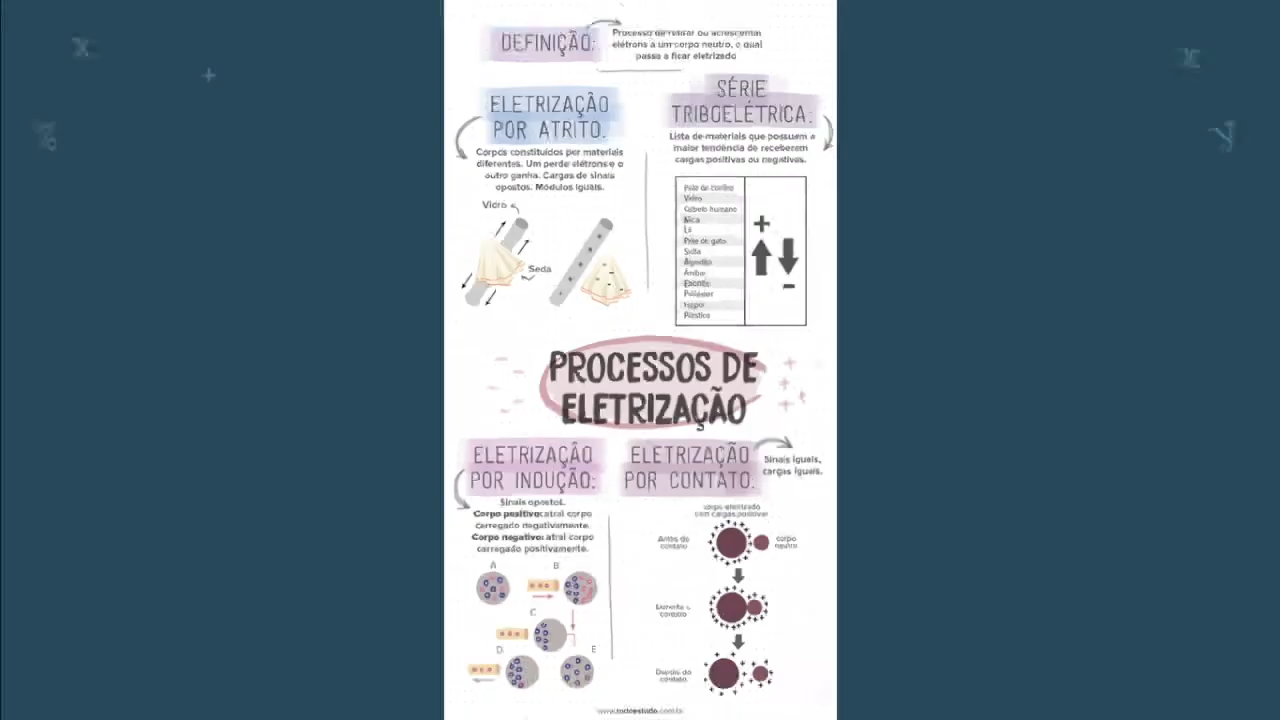 DEFINIÇÃO:
Processo de retirar ou acrescentar
elétrons a um corpo neutro, o qual
passa a ficar eletrizado
ELETRIZAÇÃO
POR ATRITO.
Corpos constituídos por materiais
diferentes. Um perde elétrons e o
outro ganha. Cargas de sinais
opostos. Módulos iguais.
Vidro
Seda
SÉRIE
TRIBOELÉTRICA:
Lista de materiais que possuem a
maior tendência de receberem
cargas positivas ou negativas.
Pele de coelho
Vidro
Cabelo humano
Mica
Lã
Pele de gato
Seda
Algodão
Âmbar
Ebonite
Poliéster
Isopor
Plástico
+
-
PROCESSOS DE
ELETRIZAÇÃO
ELETRIZAÇÃO
POR INDUÇÃO:
Sinais opostos.
Corpo positivo: atrai corpo
carregado negativamente.
Corpo negativo: atrai corpo
carregado positivamente.
A
B
C
D
E
ELETRIZAÇÃO
POR CONTATO:
Sinais iguais,
cargas iguais.
corpo eletrizado
com cargas positivas
Antes do
contato
corpo
neutro
Durante o
contato
Depois do
contato
www.todoestudo.com.br